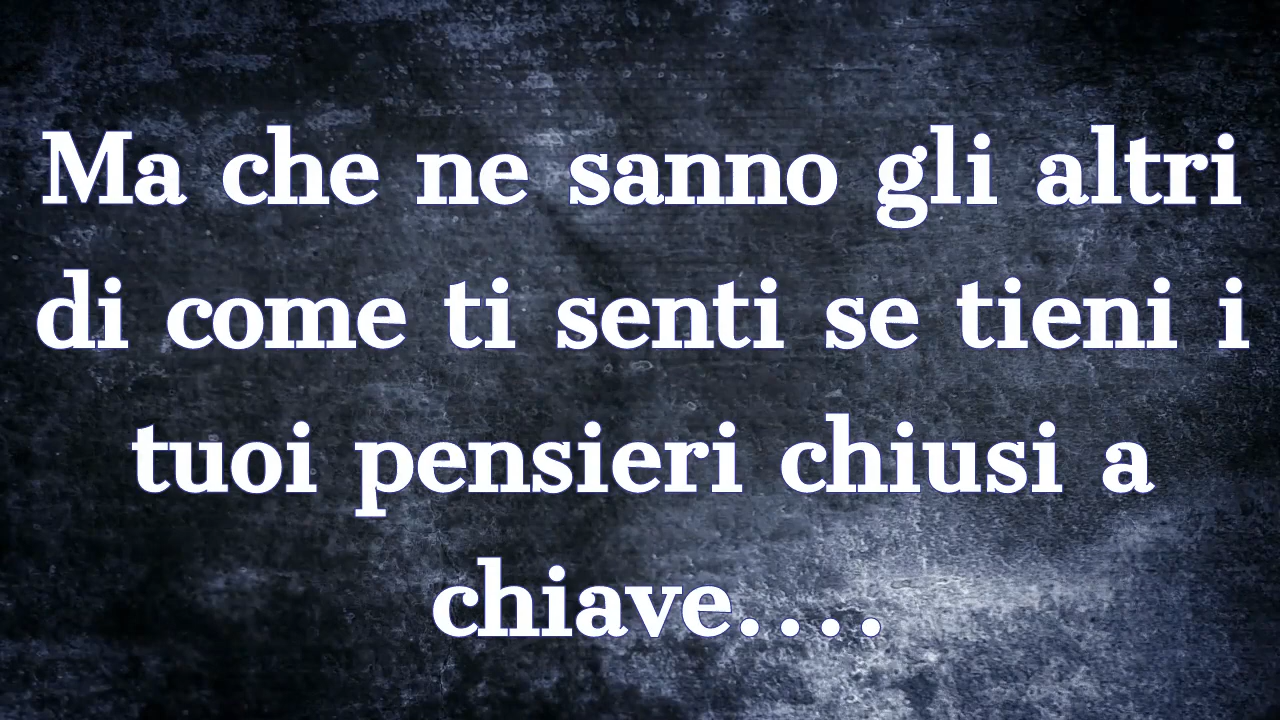 Ma che ne sanno gli altri
di come ti senti se tieni i
tuoi pensieri chiusi a
chiave....